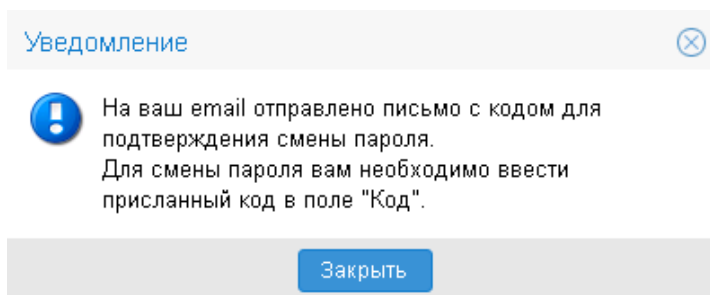 Уведомление
На ваш email отправлено письмо с кодом для
подтверждения смены пароля.
Для смены пароля вам необходимо ввести
присланный код в поле "Код".
Закрыть